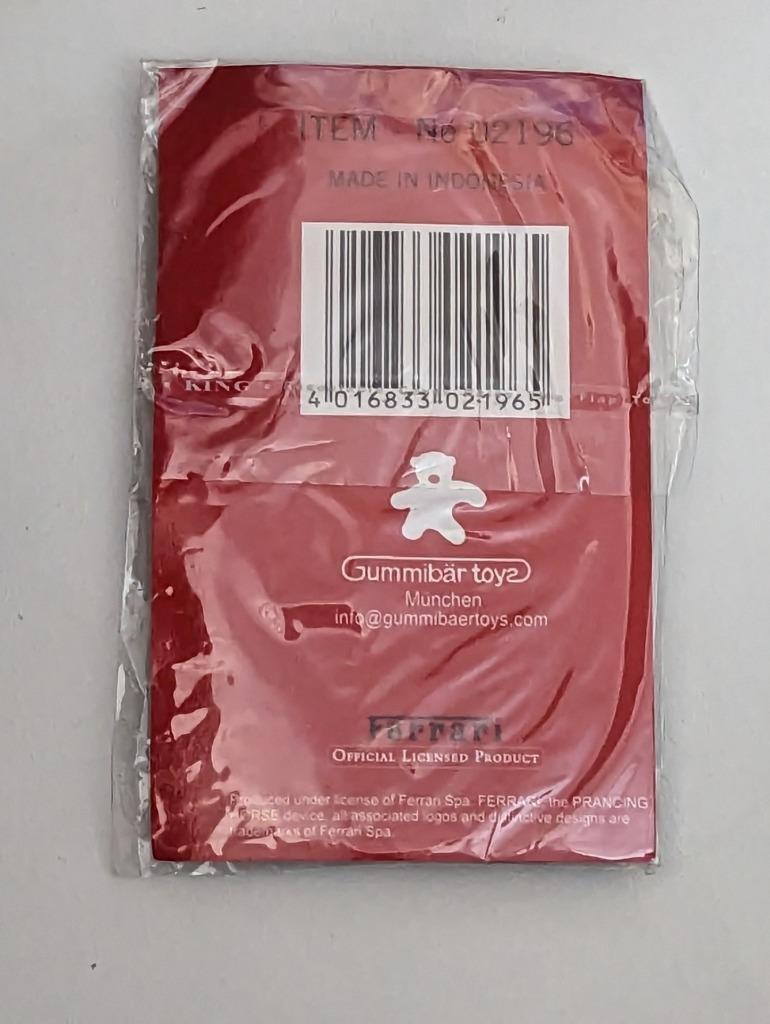 ITEM - No 02196
MADE IN INDONESIA
KING
4 016833 021965
Gummibär toys
München
info@gummibaertoys.com
Ferrari
OFFICIAL LICENSED PRODUCT
Produced under license of Ferrari Spa. FERRARI, the PRANCING
HORSE device, all associated logos and distinctive designs are
trademarks of Ferrari Spa.